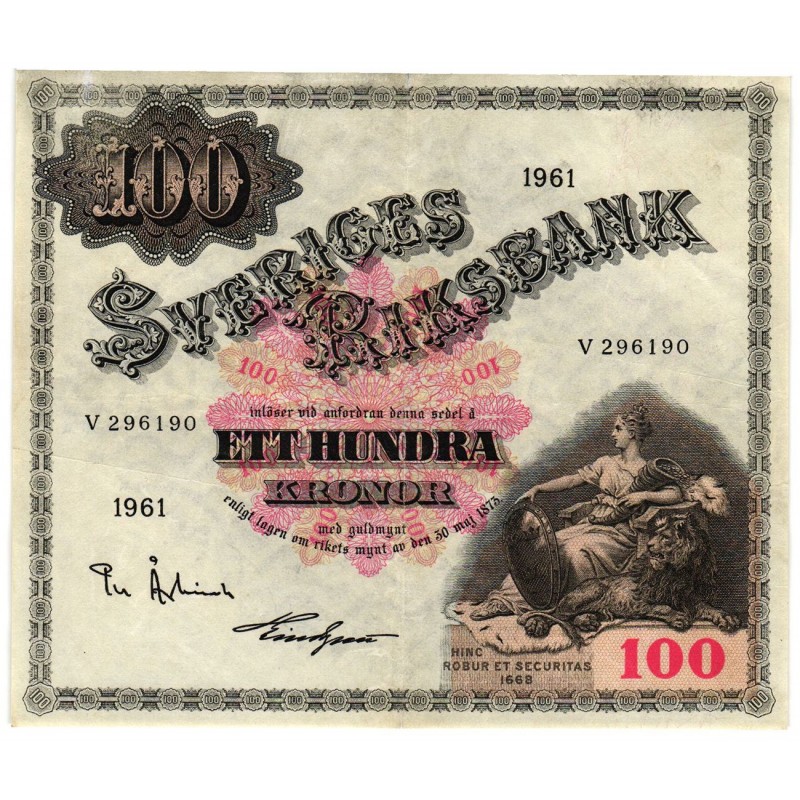 100
1961
SVERIGES
RIKSBANK
V 296190
100 100
inlöser vid anfordran denna sedel å
V 296190
ETT HUNDRA
KRONOR
1961
med guldmynt
enligt lagen om rikets mynt av den 30 maj 1873.
HINC
ROBUR ET SECURITAS
1668
100